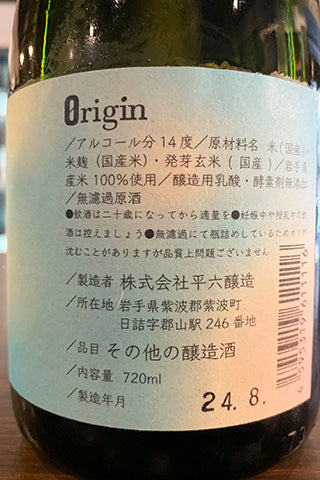 Origin
/アルコール分14度/原材料名 米(国産)・
米麹(国産米)・発芽玄米(国産)/岩手県
産米100%使用/醸造用乳酸・酵素剤無添加
/無濾過原酒
●飲酒は二十歳になってから適量を●妊娠中や授乳中の飲
酒は控えましょう●無濾過にて瓶詰めしているためオリが
沈むことがありますが品質上問題ございません
/製造者 株式会社平六醸造
/所在地 岩手県紫波郡紫波町
日詰字郡山駅246番地
/品目 その他の醸造酒
/内容量 720ml
/製造年月 24.8.
4595319611116